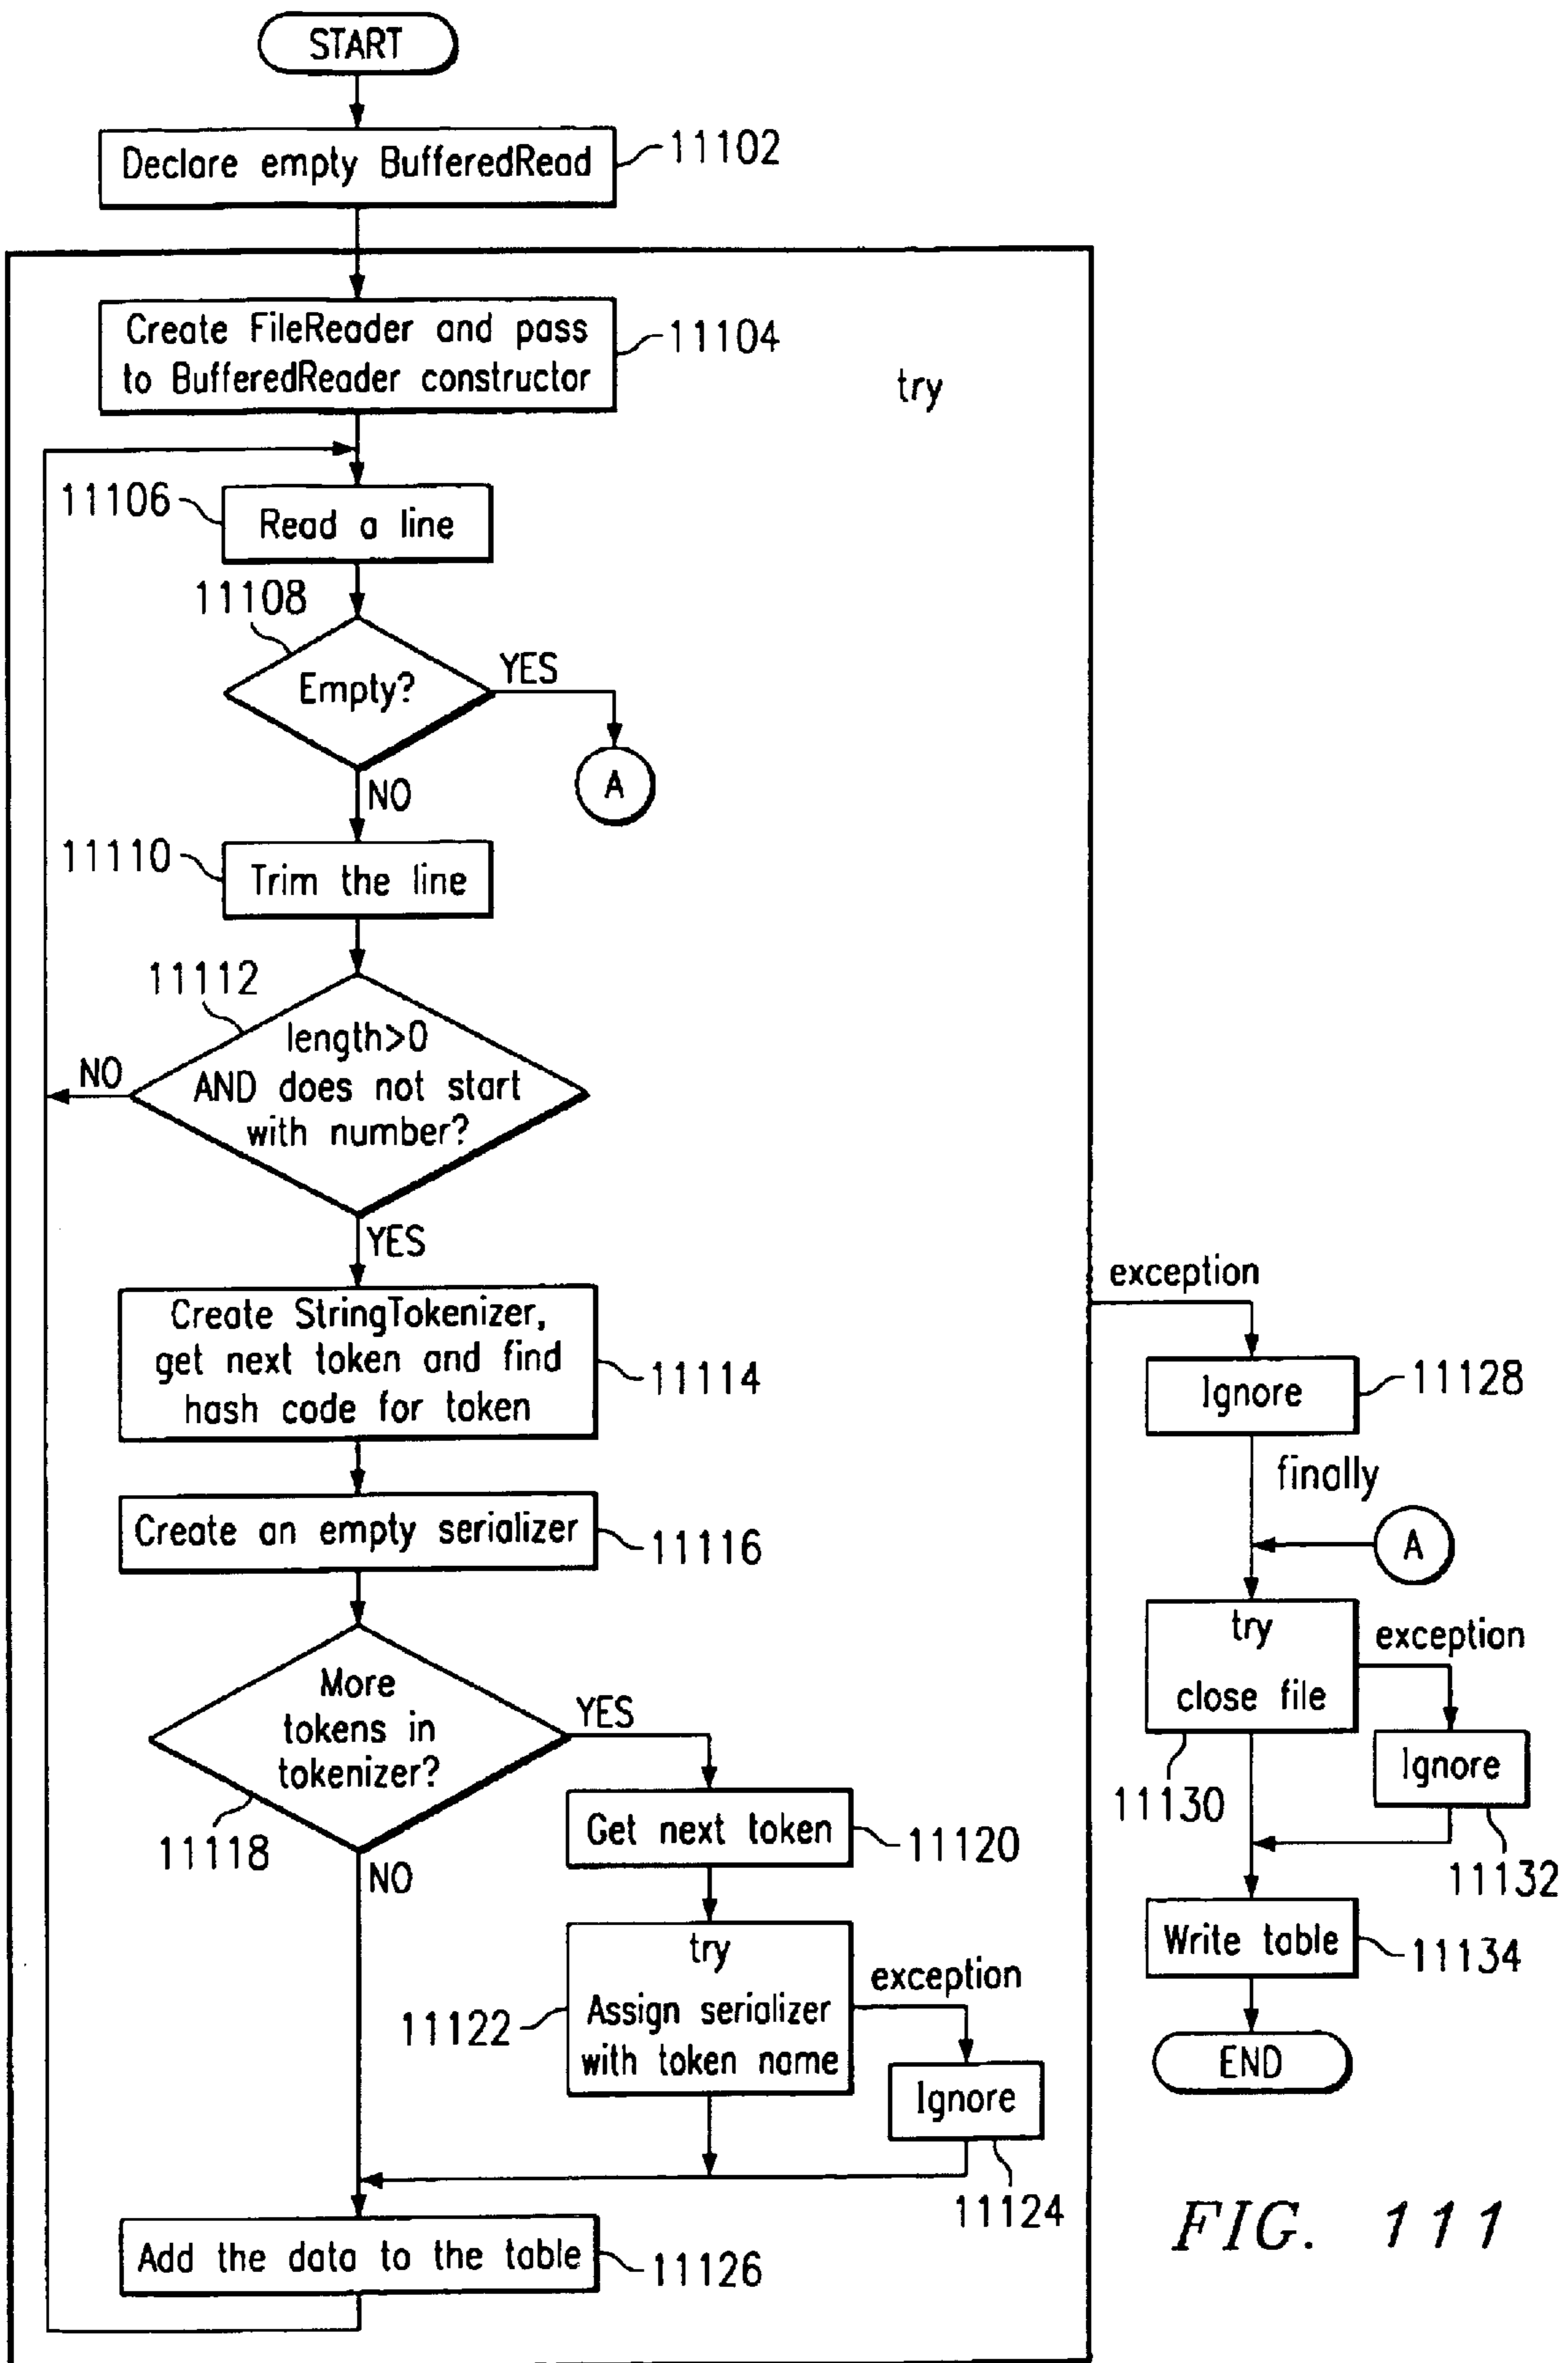 START
Declare empty BufferedRead
11102
Create FileReader and pass
to BufferedReader constructor
11104
try
11106
Read a line
11108
Empty?
YES
A
NO
11110
Trim the line
11112
length>0
AND does not start
with number?
NO
YES
Create StringTokenizer,
get next token and find
hash code for token
11114
Create an empty serializer
11116
More
tokens in
tokenizer?
YES
11118
NO
Get next token
11120
try
Assign serializer
with token name
11122
exception
Ignore
11124
Add the data to the table
11126
exception
Ignore
11128
finally
A
try
close file
exception
11130
Ignore
11132
Write table
11134
END
FIG. 111